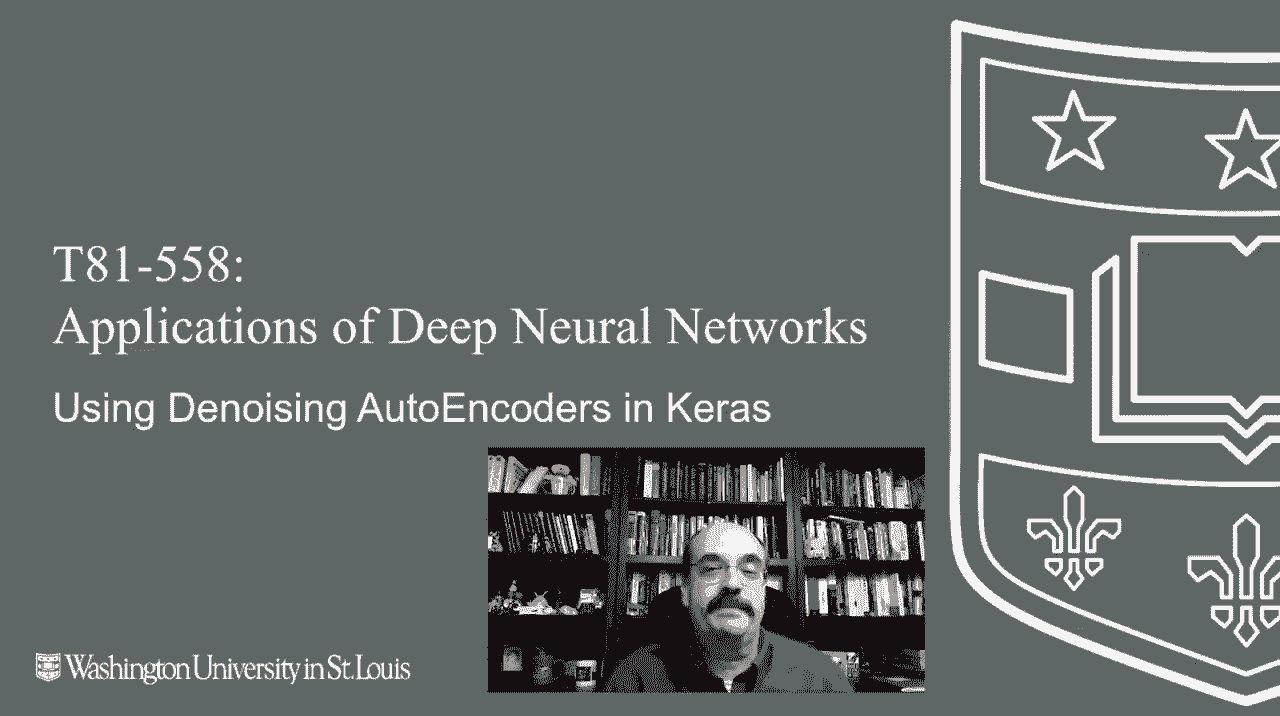 T81-558:
Applications of Deep Neural Networks
Using Denoising AutoEncoders in Keras
Washington University in St. Louis